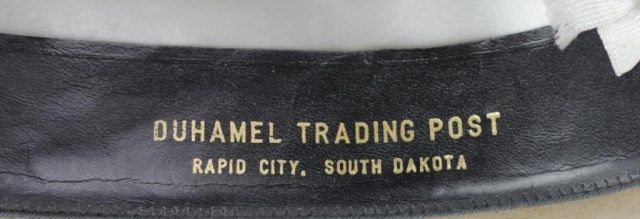 DUHAMEL TRADING POST
RAPID CITY, SOUTH DAKOTA